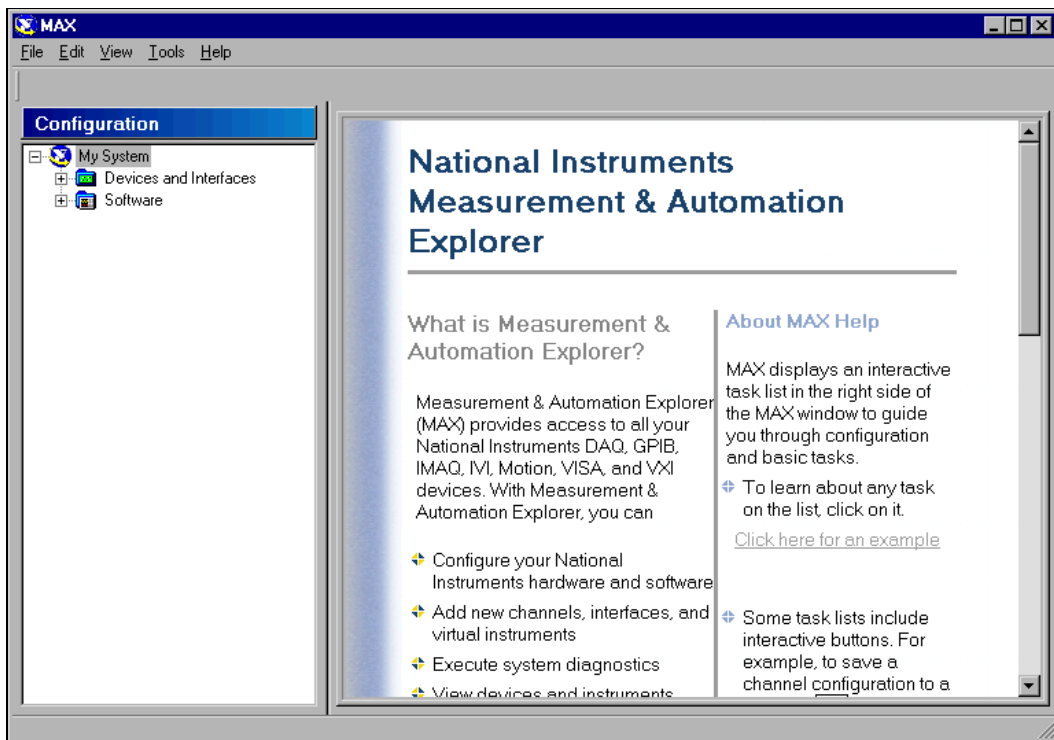 MAX
File Edit View Tools Help
Configuration
My System
Devices and Interfaces
Software
National Instruments
Measurement & Automation
Explorer
What is Measurement &
Automation Explorer?
Measurement & Automation Explorer
(MAX) provides access to all your
National Instruments DAQ, GPIB,
IMAQ, IVI, Motion, VISA, and VXI
devices. With Measurement &
Automation Explorer, you can
Configure your National
Instruments hardware and software
Add new channels, interfaces, and
virtual instruments
Execute system diagnostics
View devices and instruments
About MAX Help
MAX displays an interactive
task list in the right side of
the MAX window to guide
you through configuration
and basic tasks.
To learn about any task
on the list, click on it.
Click here for an example
Some task lists include
interactive buttons. For
example, to save a
channel configuration to a